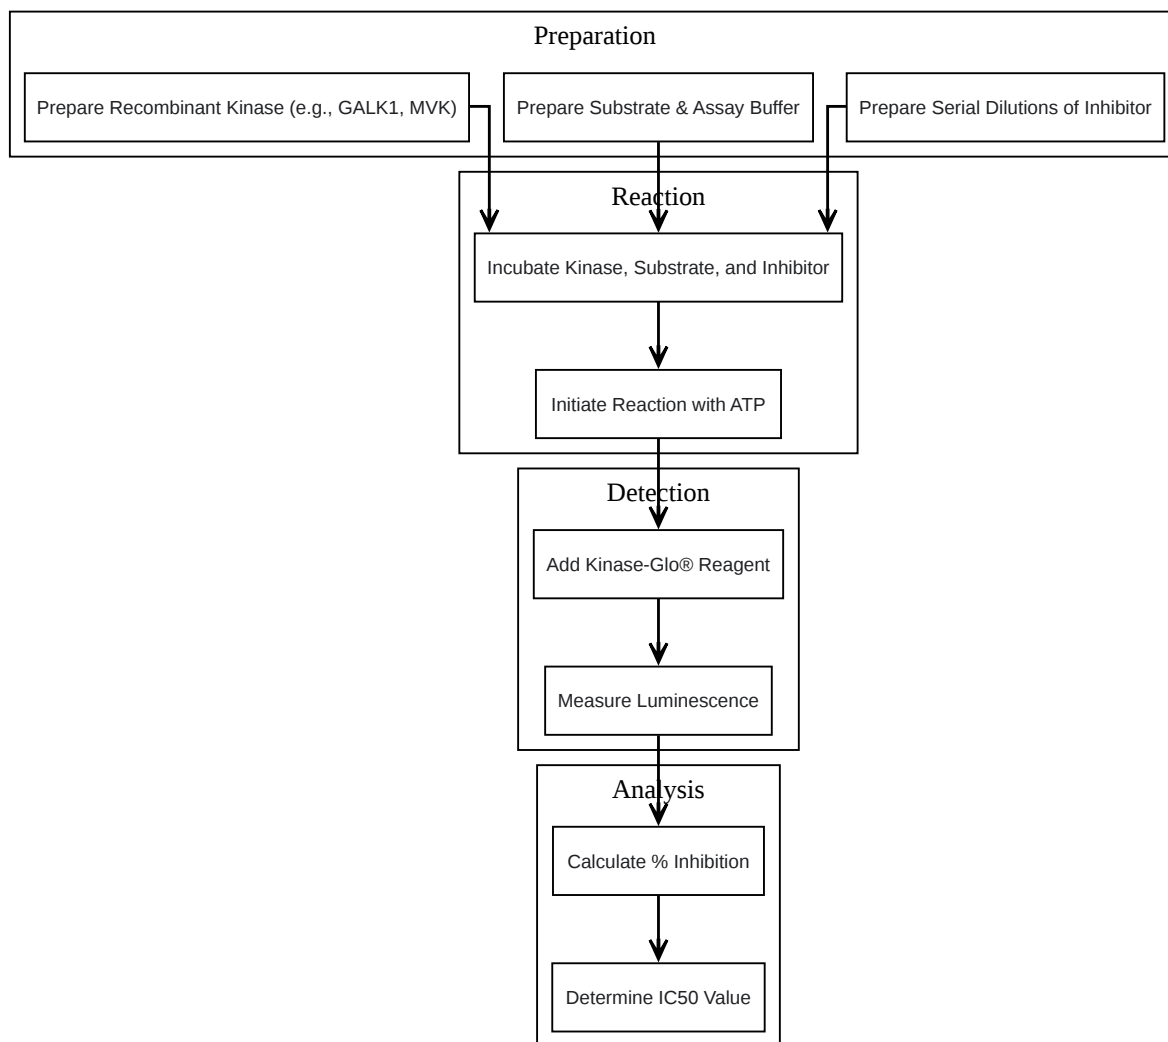 Preparation
Prepare Recombinant Kinase (e.g., GALK1, MVK)
Prepare Substrate & Assay Buffer
Prepare Serial Dilutions of Inhibitor
Reaction
Incubate Kinase, Substrate, and Inhibitor
Initiate Reaction with ATP
Detection
Add Kinase-Glo® Reagent
Measure Luminescence
Analysis
Calculate % Inhibition
Determine IC50 Value